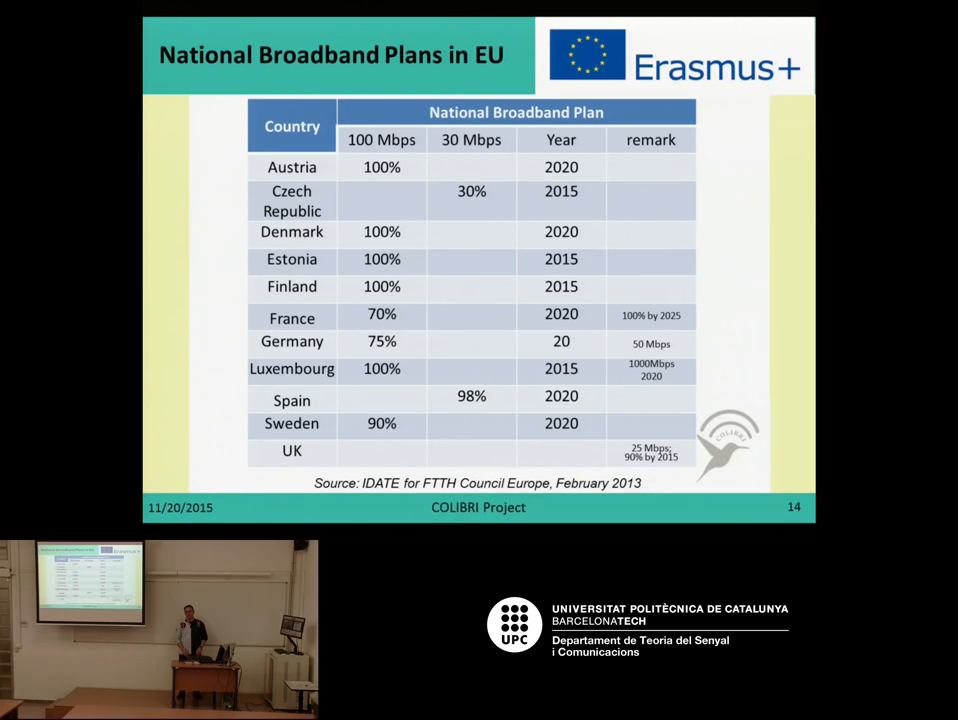 National Broadband Plans in EU
Erasmus+
Country
National Broadband Plan
100 Mbps 30 Mbps Year remark
Austria 100% 2020
Czech Republic 30% 2015
Denmark 100% 2020
Estonia 100% 2015
Finland 100% 2015
France 70% 2020 100% by 2025
Germany 75% 20 50 Mbps
Luxembourg 100% 2015 1000Mbps 2020
Spain 98% 2020
Sweden 90% 2020
UK 25 Mbps; 90% by 2015
COLIBRI
Source: IDATE for FTTH Council Europe, February 2013
11/20/2015 COLIBRI Project 14
UPC
UNIVERSITAT POLITÈCNICA DE CATALUNYA
BARCELONATECH
Departament de Teoria del Senyal
i Comunicacions